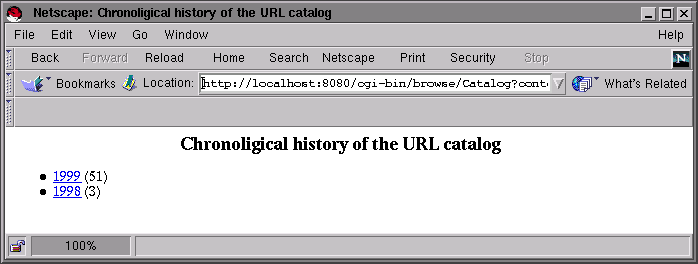 Netscape: Chronoligical history of the URL catalog
File Edit View Go Window Help
Back Forward Reload Home Search Netscape Print Security Stop N
Bookmarks Location: http://localhost:8080/cgi-bin/browse/Catalog?conte What's Related
Chronoligical history of the URL catalog
1999 (51)
1998 (3)
100%